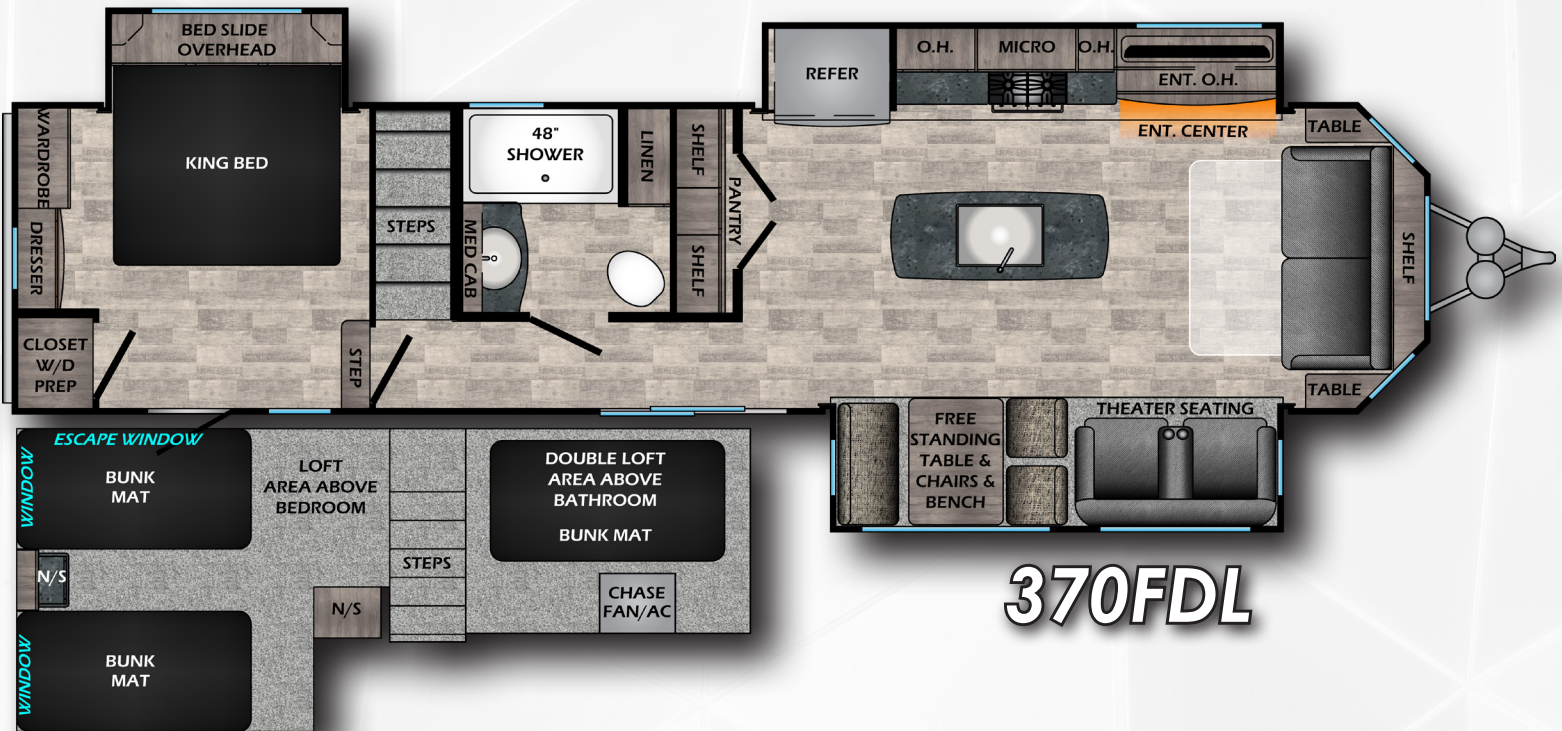 BED SLIDE
OVERHEAD
KING BED
WARDROBE
DRESSER
CLOSET
W/D
PREP
STEPS
STEP
48"
SHOWER
LINEN
MED CAB
SHELF
SHELF
PANTRY
REFER
O.H.
MICRO
O.H.
ENT. O.H.
ENT. CENTER
TABLE
SHELF
TABLE
FREE
STANDING
TABLE &
CHAIRS &
BENCH
THEATER SEATING
ESCAPE WINDOW
WINDOW
BUNK
MAT
LOFT
AREA ABOVE
BEDROOM
N/S
N/S
WINDOW
BUNK
MAT
STEPS
DOUBLE LOFT
AREA ABOVE
BATHROOM
BUNK MAT
CHASE
FAN/AC
370FDL